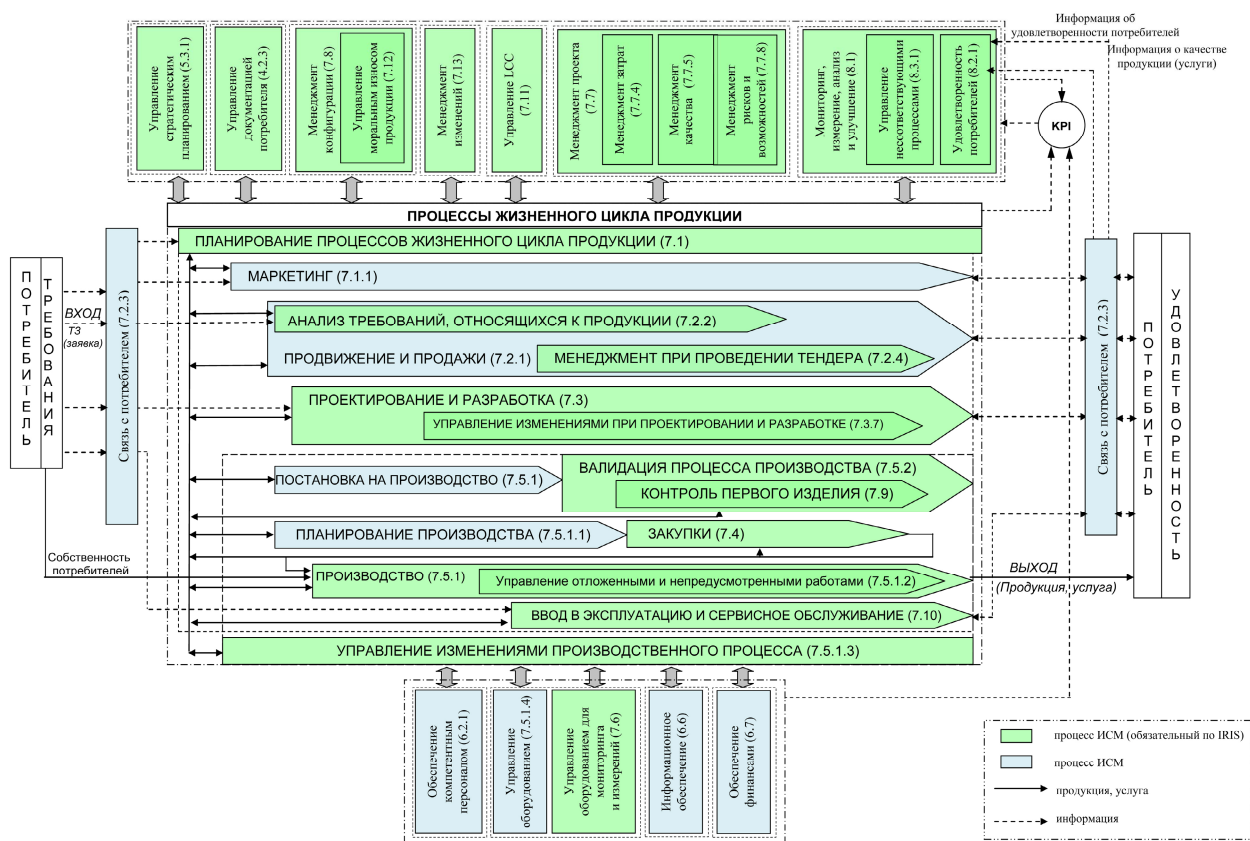 Информация об
удовлетворенности потребителей
Информация о качестве
продукции (услуги)
Управление
стратегическим
планированием (5.3.1)
Управление
документацией
потребителя (4.2.3)
Менеджмент
конфигурации (7.8)
Управление
моральным износом
продукции (7.12)
Менеджмент
изменений (7.13)
Управление LCC
(7.11)
Менеджмент проекта
(7.7)
Менеджмент затрат
(7.7.4)
Менеджмент
качества (7.7.5)
Менеджмент
рисков и
возможностей (7.7.8)
Мониторинг,
измерение, анализ
и улучшение (8.1)
Управление
несоответствующими
процессами (8.3.1)
Удовлетворенность
потребителей (8.2.1)
KPI
ПРОЦЕССЫ ЖИЗНЕННОГО ЦИКЛА ПРОДУКЦИИ
ПЛАНИРОВАНИЕ ПРОЦЕССОВ ЖИЗНЕННОГО ЦИКЛА ПРОДУКЦИИ (7.1)
ПОТРЕБИТЕЛЬ
ТРЕБОВАНИЯ
ВХОД
ТЗ
(заявка)
Связь с потребителем (7.2.3)
МАРКЕТИНГ (7.1.1)
АНАЛИЗ ТРЕБОВАНИЙ, ОТНОСЯЩИХСЯ К ПРОДУКЦИИ (7.2.2)
ПРОДВИЖЕНИЕ И ПРОДАЖИ (7.2.1)
МЕНЕДЖМЕНТ ПРИ ПРОВЕДЕНИИ ТЕНДЕРА (7.2.4)
ПРОЕКТИРОВАНИЕ И РАЗРАБОТКА (7.3)
УПРАВЛЕНИЕ ИЗМЕНЕНИЯМИ ПРИ ПРОЕКТИРОВАНИИ И РАЗРАБОТКЕ (7.3.7)
ВАЛИДАЦИЯ ПРОЦЕССА ПРОИЗВОДСТВА (7.5.2)
ПОСТАНОВКА НА ПРОИЗВОДСТВО (7.5.1)
КОНТРОЛЬ ПЕРВОГО ИЗДЕЛИЯ (7.9)
ПЛАНИРОВАНИЕ ПРОИЗВОДСТВА (7.5.1.1)
ЗАКУПКИ (7.4)
Собственность
потребителей
ПРОИЗВОДСТВО (7.5.1)
Управление отложенными и непредусмотренными работами (7.5.1.2)
ВВОД В ЭКСПЛУАТАЦИЮ И СЕРВИСНОЕ ОБСЛУЖИВАНИЕ (7.10)
УПРАВЛЕНИЕ ИЗМЕНЕНИЯМИ ПРОИЗВОДСТВЕННОГО ПРОЦЕССА (7.5.1.3)
Связь с потребителем (7.2.3)
ПОТРЕБИТЕЛЬ
УДОВЛЕТВОРЕННОСТЬ
ВЫХОД
(Продукция, услуга)
Обеспечение
компетентным
персоналом (6.2.1)
Управление
оборудованием (7.5.1.4)
Управление
оборудованием для
мониторинга
и измерений (7.6)
Информационное
обеспечение (6.6)
Обеспечение
финансами (6.7)
процесс ИСМ (обязательный по IRIS)
процесс ИСМ
продукция, услуга
информация